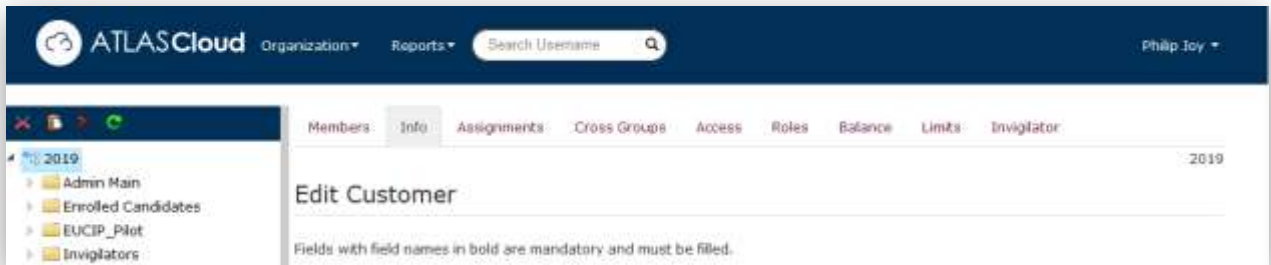 ATLASCloud Organization Reports Search Username Philip Joy
Members Info Assignments Cross Groups Access Roles Balance Limits Invigilator
2019
2019
Admin Main
Edit Customer
Enrolled Candidates
EUCIP_Pilot
Fields with field names in bold are mandatory and must be filled.
Invigilators